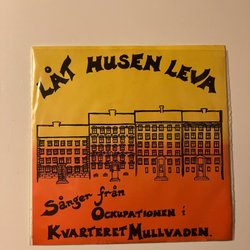 LÅT HUSEN LEVA
Sånger från
OCKUPATIONEN i
KVARTERET MULLVADEN.